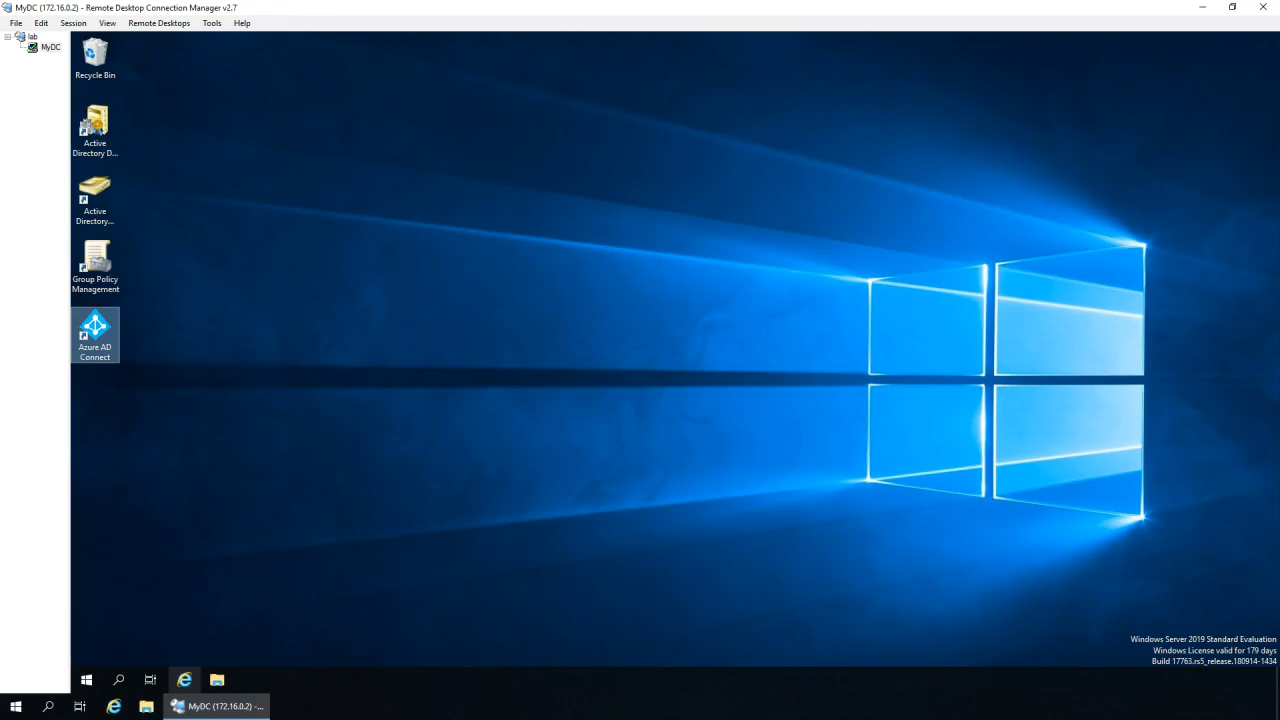 MyDC (172.16.0.2) - Remote Desktop Connection Manager v2.7
File Edit Session View Remote Desktops Tools Help
lab
MyDC
Recycle Bin
Active
Directory D...
Active
Directory...
Group Policy
Management
Azure AD
Connect
Windows Server 2019 Standard Evaluation
Windows License valid for 179 days
Build 17763.rs5_release.180914-1434
MyDC (172.16.0.2) -...